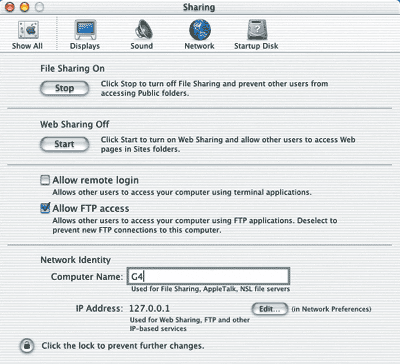 Sharing
Show All
Displays
Sound
Network
Startup Disk
File Sharing On
Stop
Click Stop to turn off File Sharing and prevent other users from
accessing Public folders.
Web Sharing Off
Start
Click Start to turn on Web Sharing and allow other users to access Web
pages in Sites folders.
Allow remote login
Allows other users to access your computer using terminal applications.
Allow FTP access
Allows other users to access your computer using FTP applications. Deselect to
prevent new FTP connections to this computer.
Network Identity
Computer Name: G4
Used for File Sharing, AppleTalk, NSL file servers
IP Address: 127.0.0.1
Edit... (in Network Preferences)
Used for Web Sharing, FTP and other
IP-based services
Click the lock to prevent further changes.